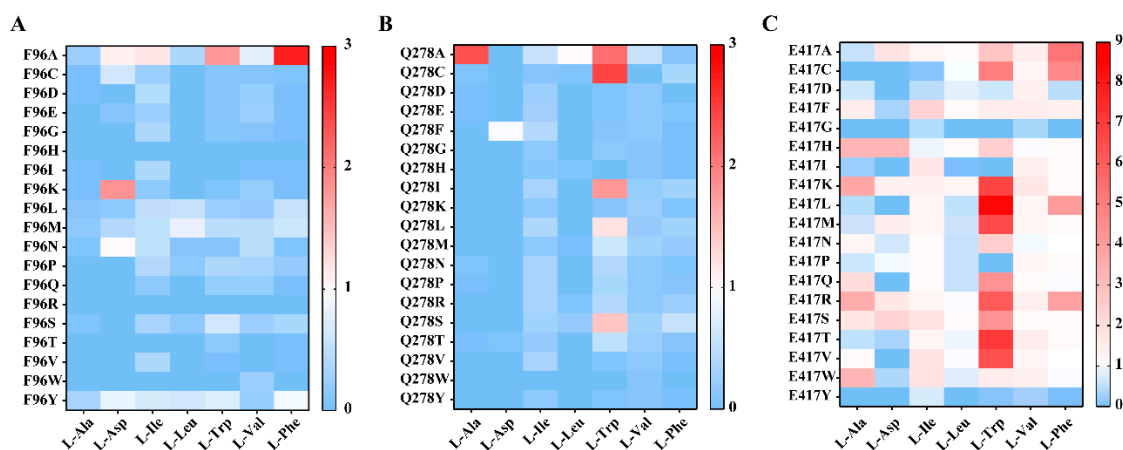 A
F96A
F96C
F96D
F96E
F96G
F96H
F96I
F96K
F96L
F96M
F96N
F96P
F96Q
F96R
F96S
F96T
F96V
F96W
F96Y
L-Ala
L-Asp
L-Ile
L-Leu
L-Trp
L-Val
L-Phe
3
2
1
0
B
Q278A
Q278C
Q278D
Q278E
Q278F
Q278G
Q278H
Q278I
Q278K
Q278L
Q278M
Q278N
Q278P
Q278R
Q278S
Q278T
Q278V
Q278W
Q278Y
L-Ala
L-Asp
L-Ile
L-Leu
L-Trp
L-Val
L-Phe
3
2
1
0
C
E417A
E417C
E417D
E417F
E417G
E417H
E417I
E417K
E417L
E417M
E417N
E417P
E417Q
E417R
E417S
E417T
E417V
E417W
E417Y
L-Ala
L-Asp
L-Ile
L-Leu
L-Trp
L-Val
L-Phe
9
8
7
6
5
4
3
2
1
0